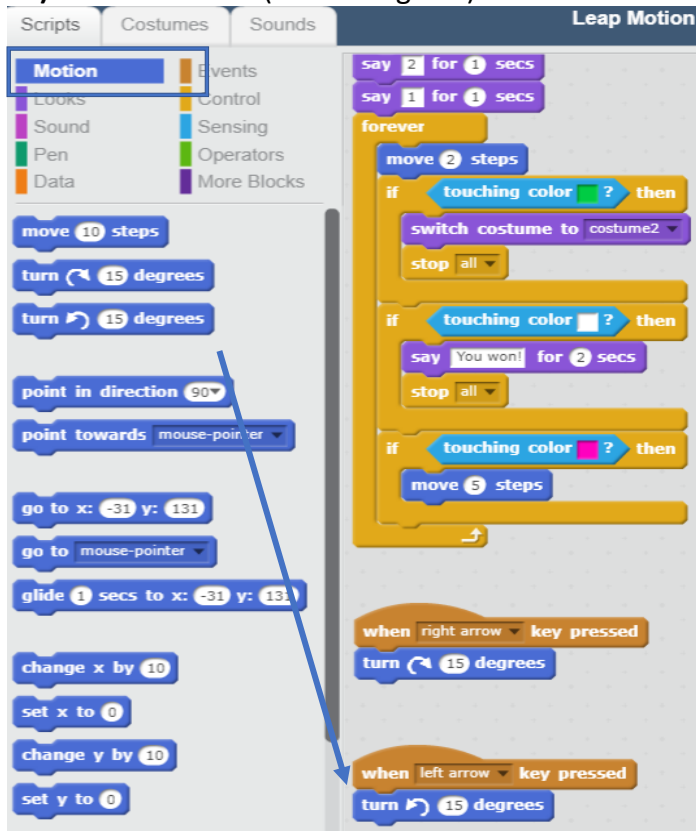 Scripts Costumes Sounds
Leap Motion
Motion Events
Looks Control
Sound Sensing
Pen Operators
Data More Blocks
move 10 steps
turn 15 degrees
turn 15 degrees
point in direction 90
point towards mouse-pointer
go to x: -31 y: 131
go to mouse-pointer
glide 1 secs to x: -31 y: 131
change x by 10
set x to 0
change y by 10
set y to 0
say 2 for 1 secs
say 1 for 1 secs
forever
move 2 steps
if touching color ? then
switch costume to costume2
stop all
if touching color ? then
say You won! for 2 secs
stop all
if touching color ? then
move 5 steps
when right arrow key pressed
turn 15 degrees
when left arrow key pressed
turn 15 degrees